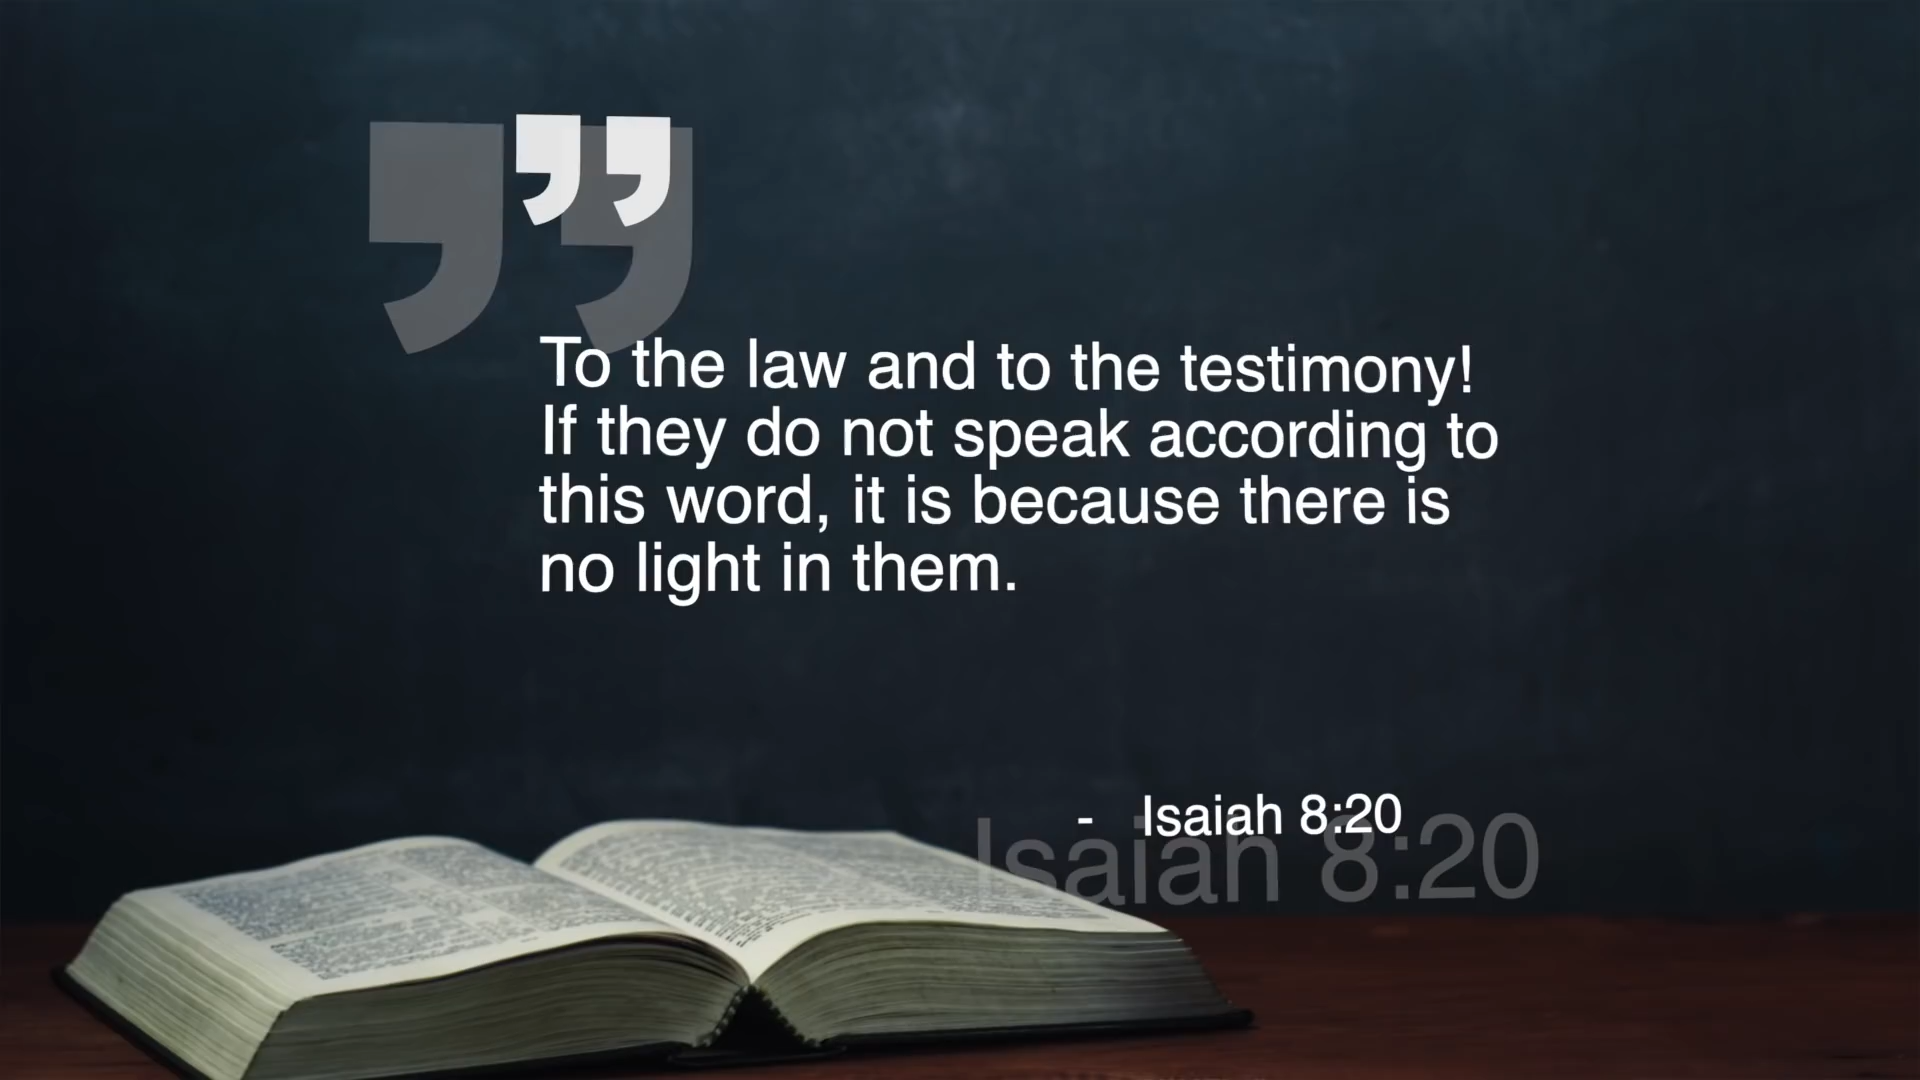 To the law and to the testimony!
If they do not speak according to
this word, it is because there is
no light in them.
- Isaiah 8:20
Isaiah 8:20